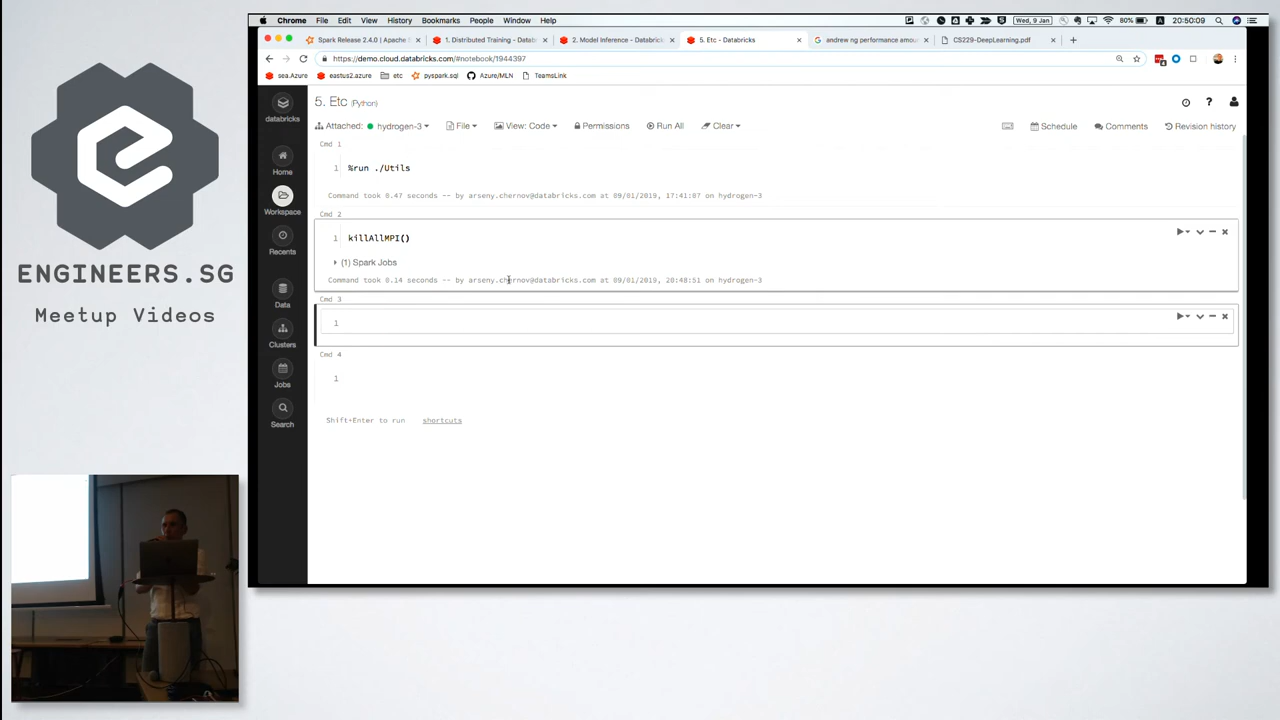 Chrome File Edit View History Bookmarks People Window Help
80% Wed, 9 Jan 20:50:09
Spark Release 2.4.0 | Apache S
1. Distributed Training - Datab
2. Model Inference - Databrick
5. Etc - Databricks
andrew ng performance amou
CS229-DeepLearning.pdf
https://demo.cloud.databricks.com/#notebook/1944397
sea.Azure eastus2.azure etc pyspark.sql Azure/MLN TeamsLink
5. Etc (Python)
databricks
Attached: hydrogen-3 File View: Code Permissions Run All Clear
Schedule Comments Revision history
Home
Workspace
Recents
Data
Clusters
Jobs
Search
Cmd 1
1 %run ./Utils
Command took 0.47 seconds -- by arseny.chernov@databricks.com at 09/01/2019, 17:41:07 on hydrogen-3
Cmd 2
1 killAllMPI()
(1) Spark Jobs
Command took 0.14 seconds -- by arseny.chernov@databricks.com at 09/01/2019, 20:48:51 on hydrogen-3
Cmd 3
1
Cmd 4
1
Shift+Enter to run shortcuts
ENGINEERS.SG
Meetup Videos